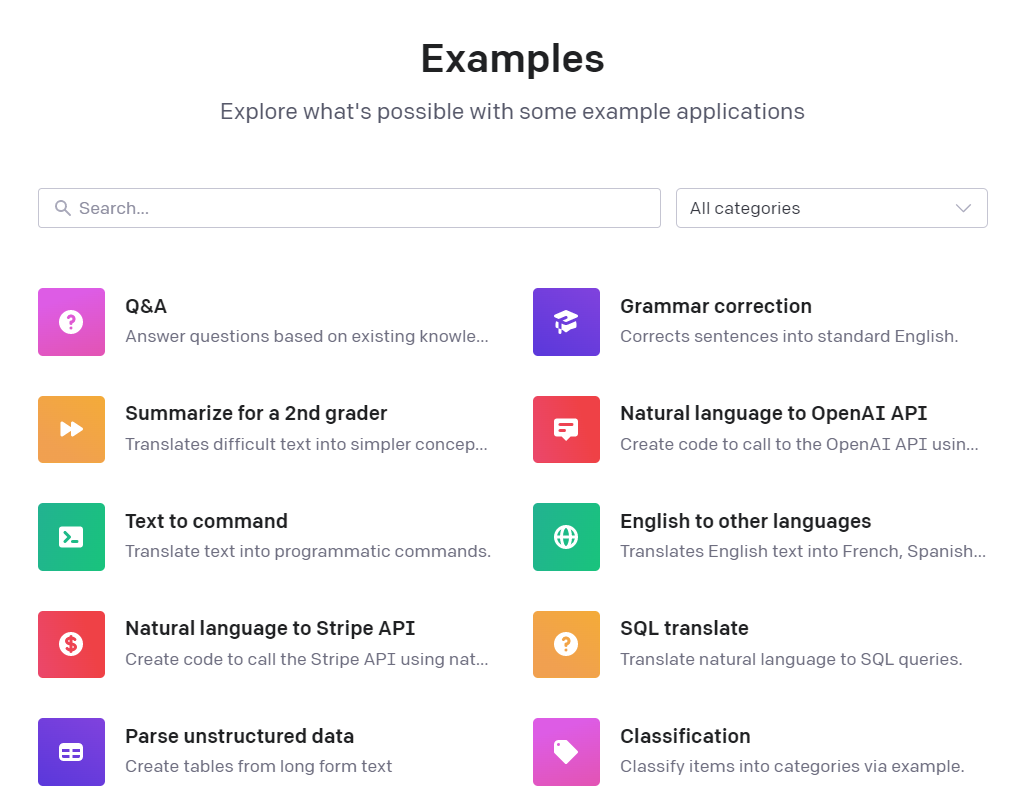 Examples
Explore what's possible with some example applications
Search...
All categories
Q&A
Answer questions based on existing knowle...
Grammar correction
Corrects sentences into standard English.
Summarize for a 2nd grader
Translates difficult text into simpler concep...
Natural language to OpenAI API
Create code to call to the OpenAI API usin...
Text to command
Translate text into programmatic commands.
English to other languages
Translates English text into French, Spanish...
Natural language to Stripe API
Create code to call the Stripe API using nat...
SQL translate
Translate natural language to SQL queries.
Parse unstructured data
Create tables from long form text
Classification
Classify items into categories via example.